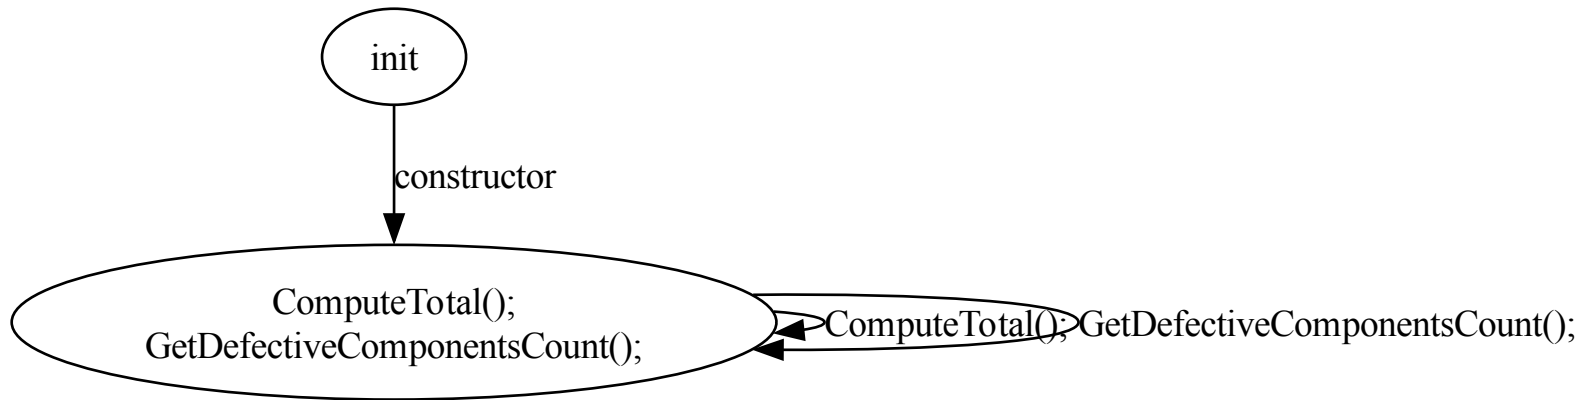 init
constructor
ComputeTotal();
GetDefectiveComponentsCount();
ComputeTotal();
GetDefectiveComponentsCount();